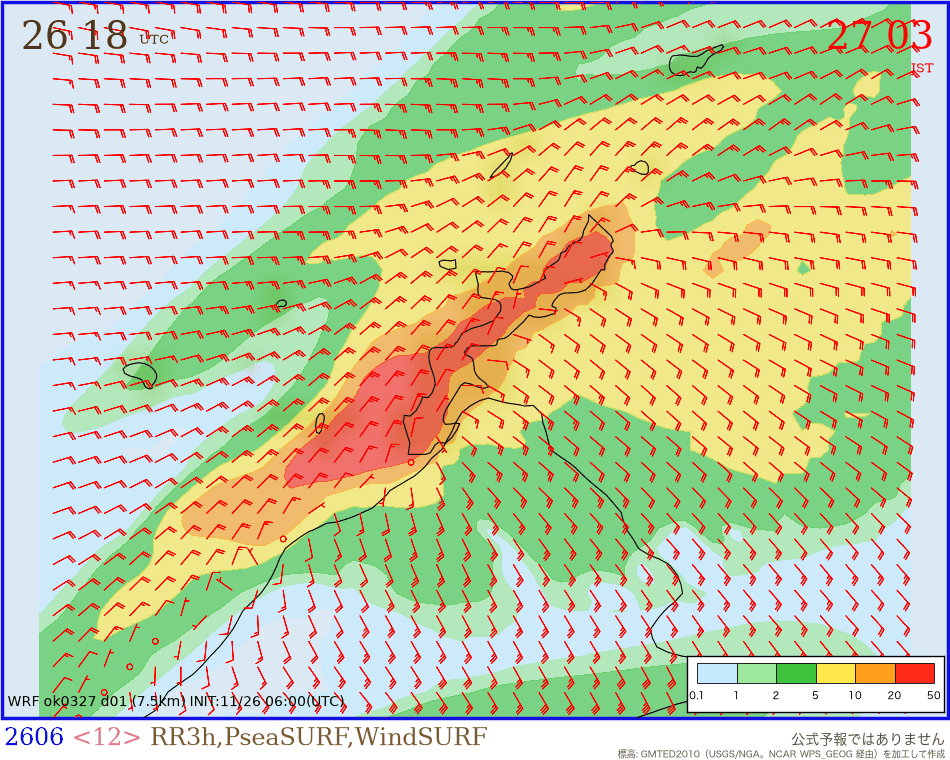 26 18 UTC
27 03
IST
WRF ok0327 d01 (7.5km) INIT:11/26 06:00(UTC)
0.1 1 2 5 10 20 50
2606 <12> RR3h,PseaSURF,WindSURF
公式予報ではありません
標高: GMTED2010（USGS/NGA。NCAR WPS_GEOG 経由）を加工して作成